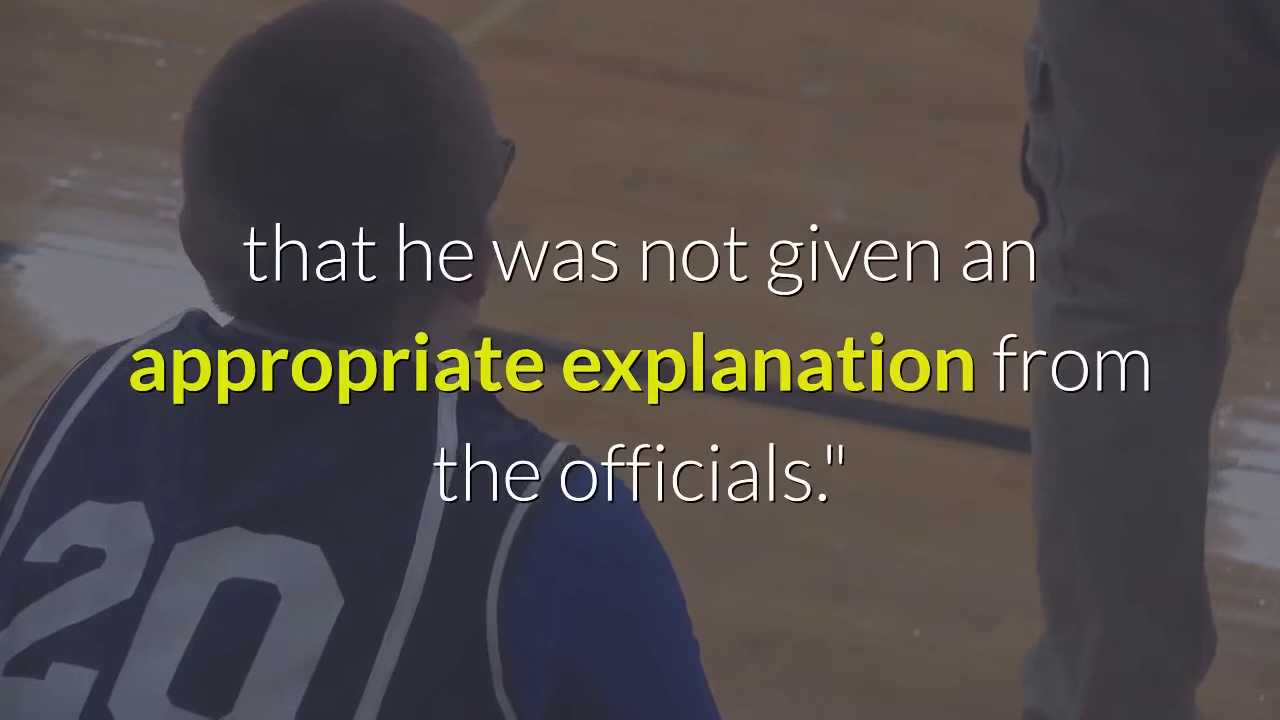 that he was not given an
appropriate explanation from
the officials."
20